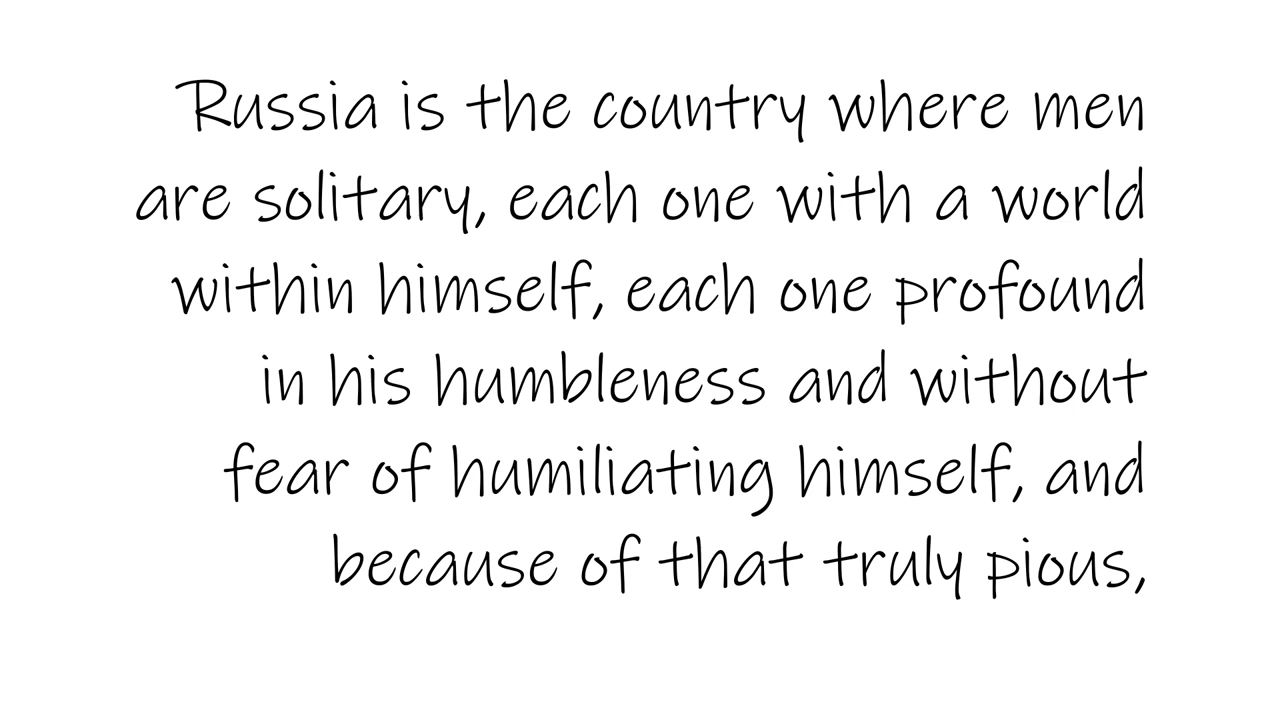 Russia is the country where men
are solitary, each one with a world
within himself, each one profound
in his humbleness and without
fear of humiliating himself, and
because of that truly pious,